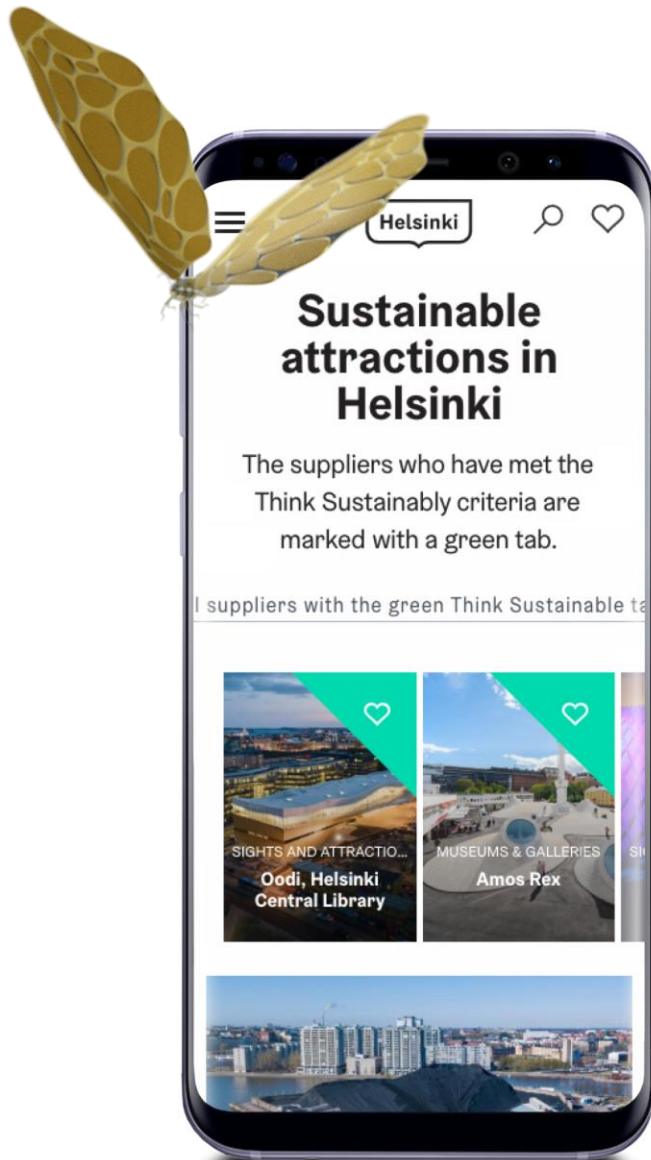 Helsinki
Sustainable
attractions in
Helsinki
The suppliers who have met the
Think Sustainably criteria are
marked with a green tab.
suppliers with the green Think Sustainable
SIGHTS AND ATTRACTIO...
Oodi, Helsinki
Central Library
MUSEUMS & GALLERIES
Amos Rex